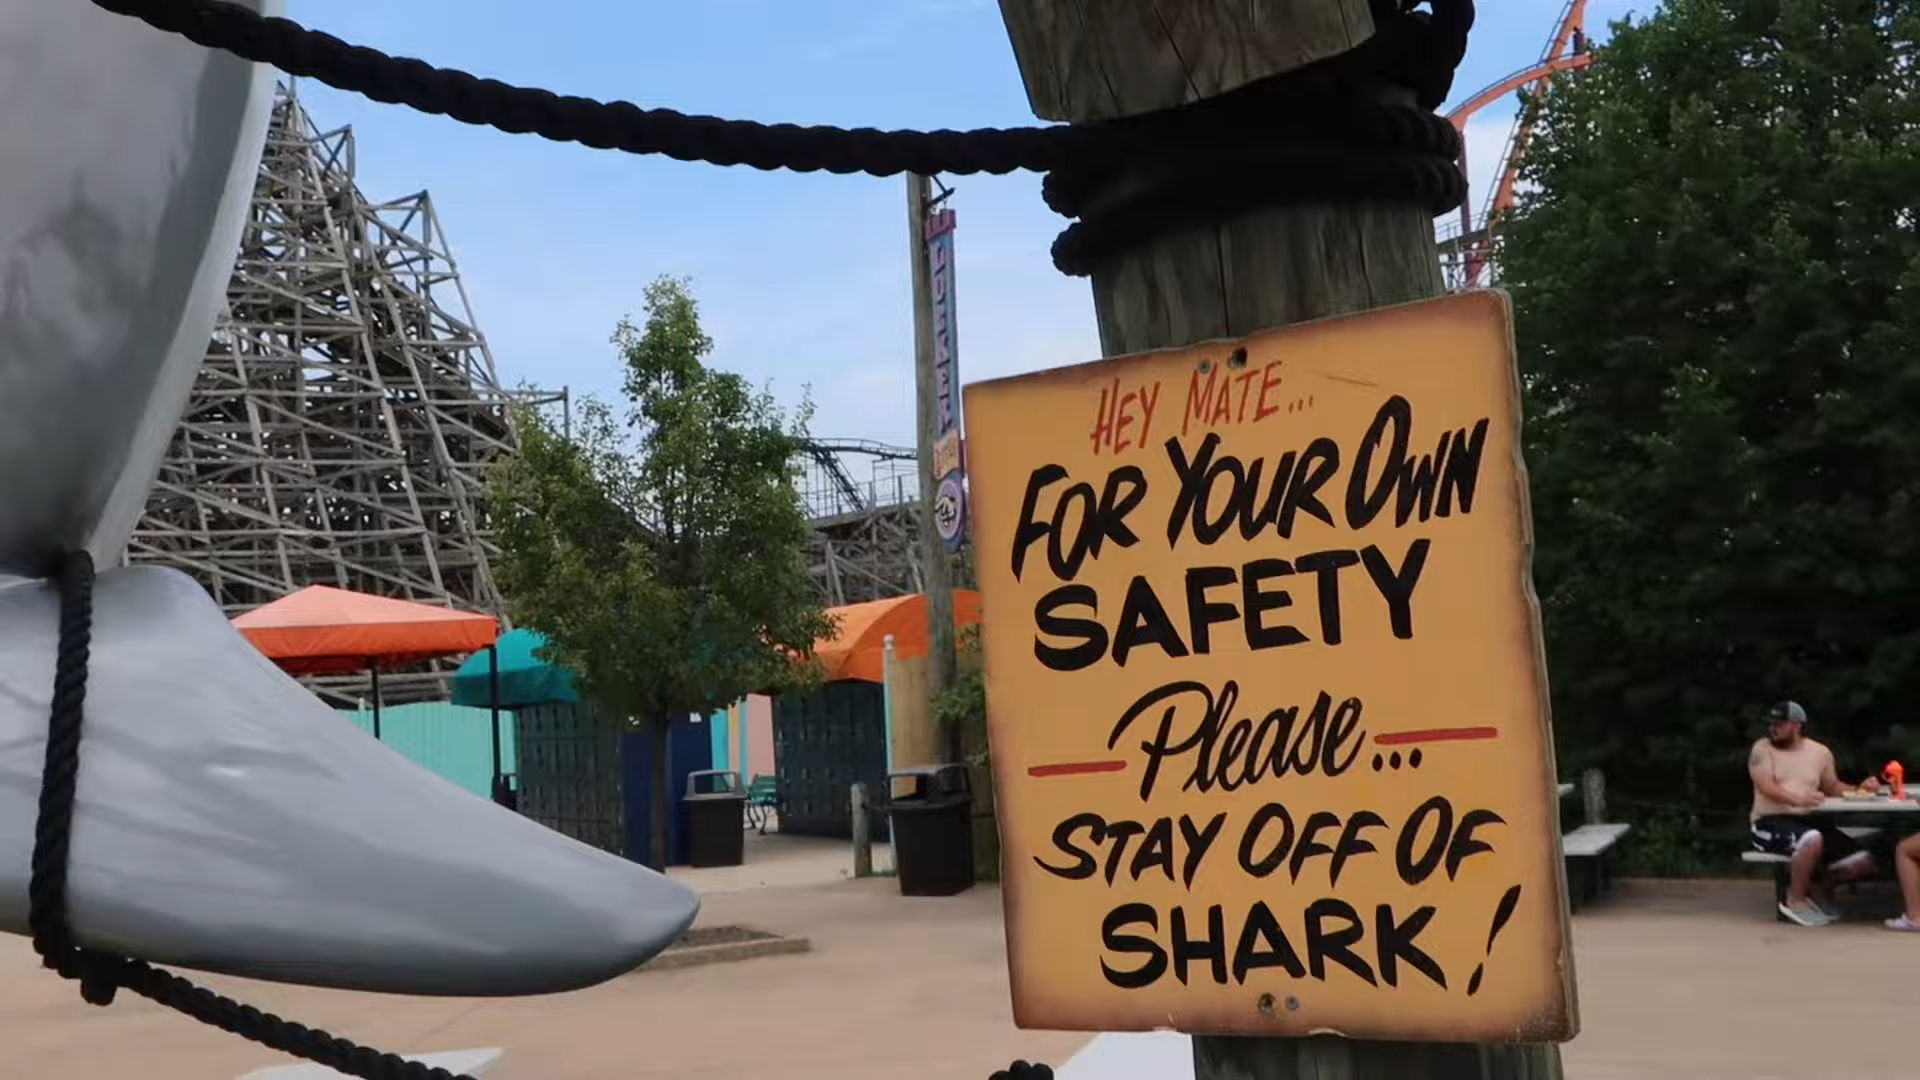 HEY MATE...
FOR YOUR OWN
SAFETY
Please...
STAY OFF OF
SHARK!